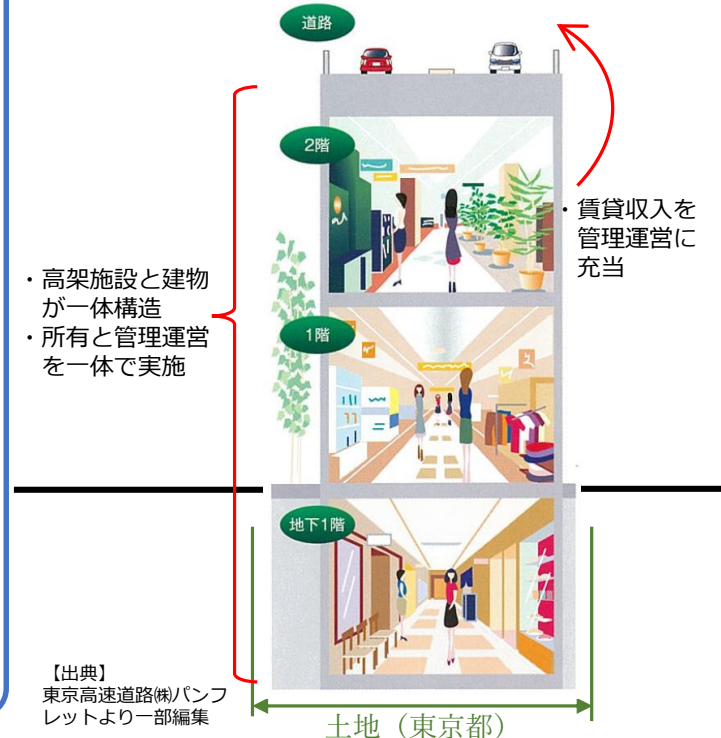 道路
2階
・賃貸収入を
管理運営に
充当
・高架施設と建物
が一体構造
・所有と管理運営
を一体で実施
1階
地下1階
【出典】
東京高速道路㈱パンフ
レットより一部編集
土地（東京都）